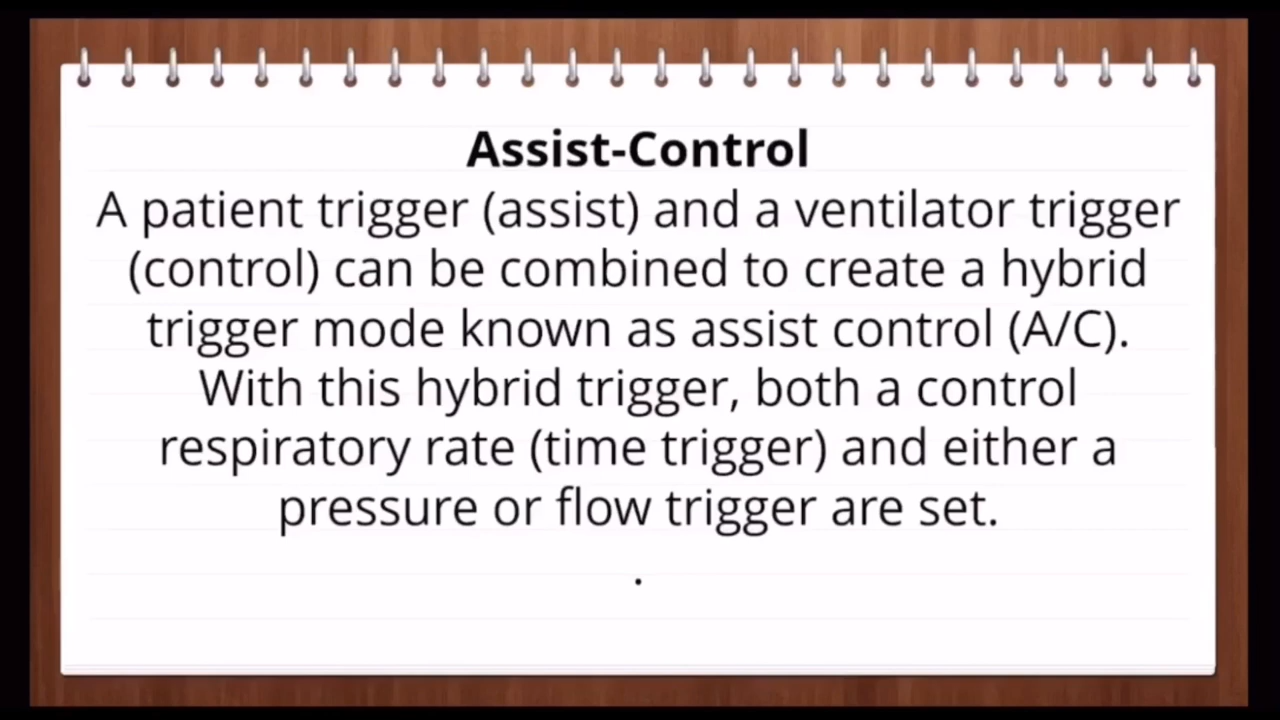 Assist-Control
A patient trigger (assist) and a ventilator trigger
(control) can be combined to create a hybrid
trigger mode known as assist control (A/C).
With this hybrid trigger, both a control
respiratory rate (time trigger) and either a
pressure or flow trigger are set.
.